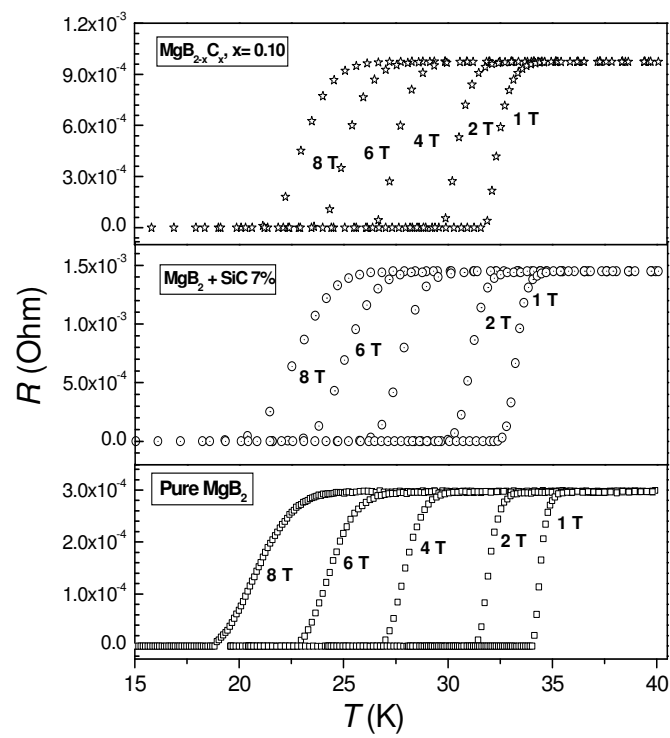 1.2x10-3
MgB2-xCx, x= 0.10
9.0x10-4
6.0x10-4
8 T 6 T 4 T 2 T 1 T
3.0x10-4
0.0
1.5x10-3
MgB2 + SiC 7%
1.0x10-3
8 T 6 T 2 T 1 T
5.0x10-4
0.0
Pure MgB2
3.0x10-4
2.0x10-4
8 T 6 T 4 T 2 T 1 T
1.0x10-4
0.0
15 20 25 30 35 40
R (Ohm)
T (K)